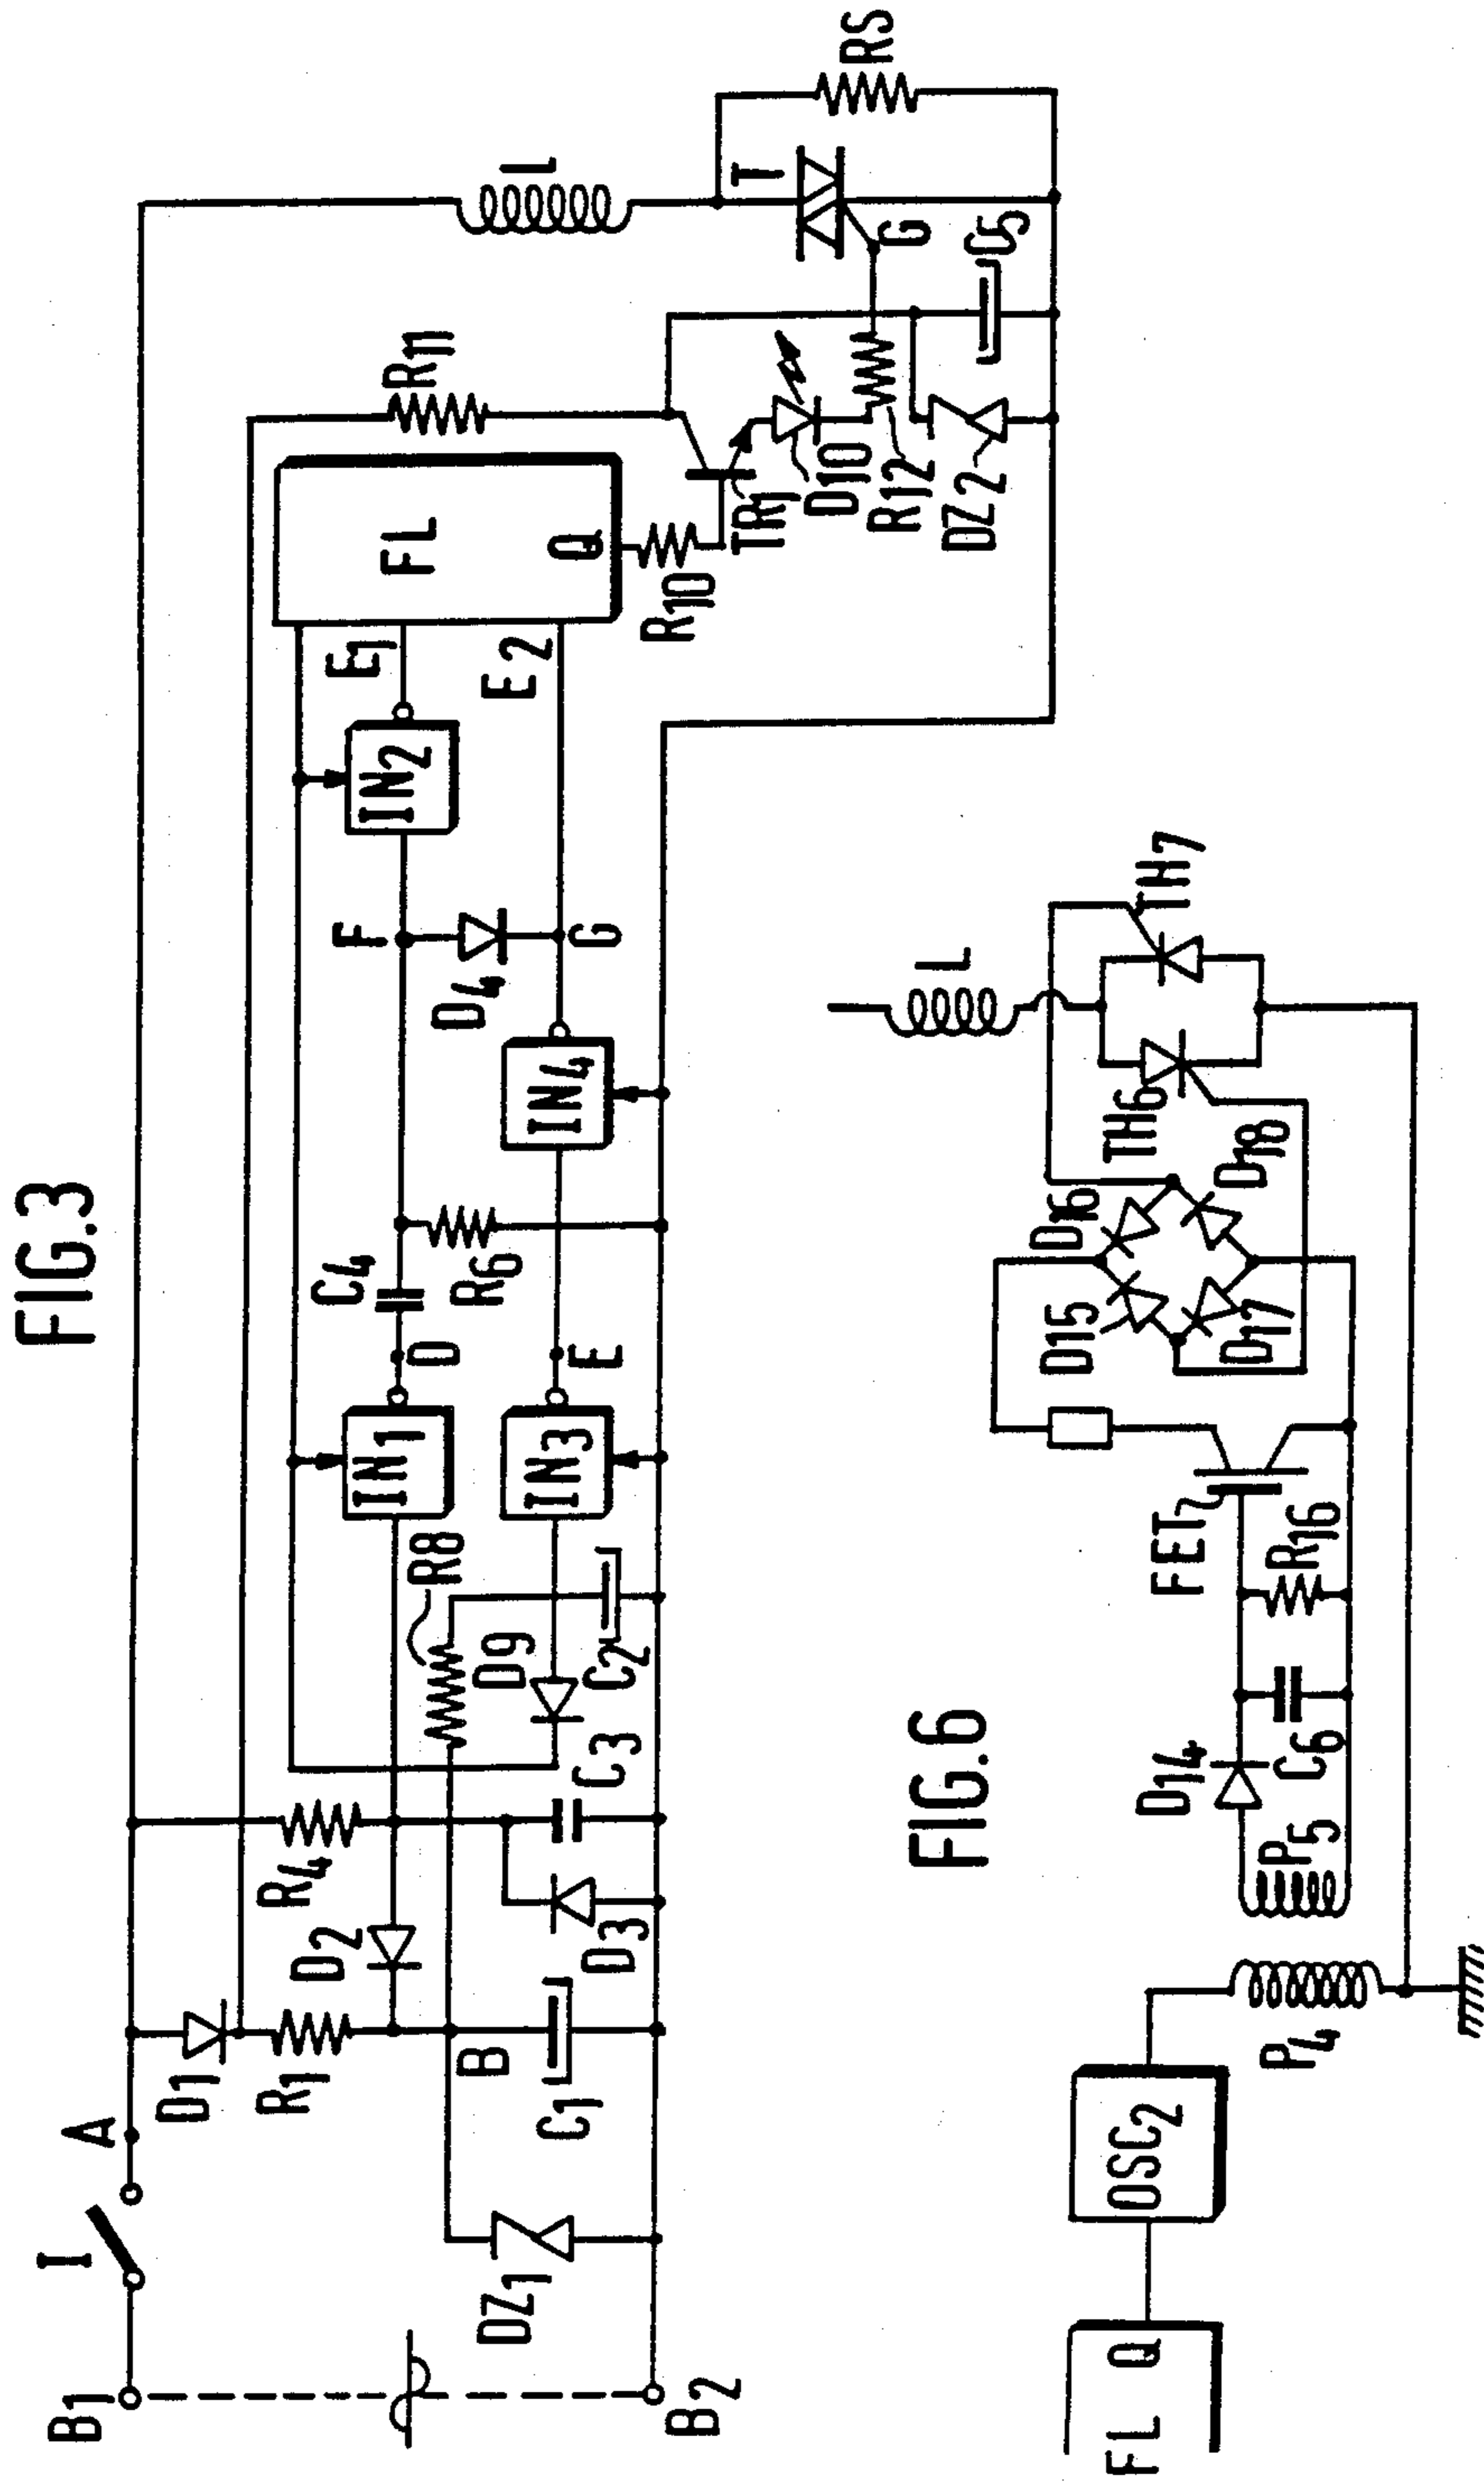 FIG.3
B1
I
A
D1
R1
D2
R4
DZ1
B
C1
D3
C3
D9
C2
R8
IN1
IN3
D
E
C4
R6
IN4
F
D4
G
IN2
E1
E2
FL
Q
R10
R11
TR1
D10
R12
DZ2
L
T
G
C5
RS
B2
FIG.6
FL Q
OSC2
P4
P5
D14
C6
R16
FET7
D15
D16
D17
D18
TH6
TH7
L